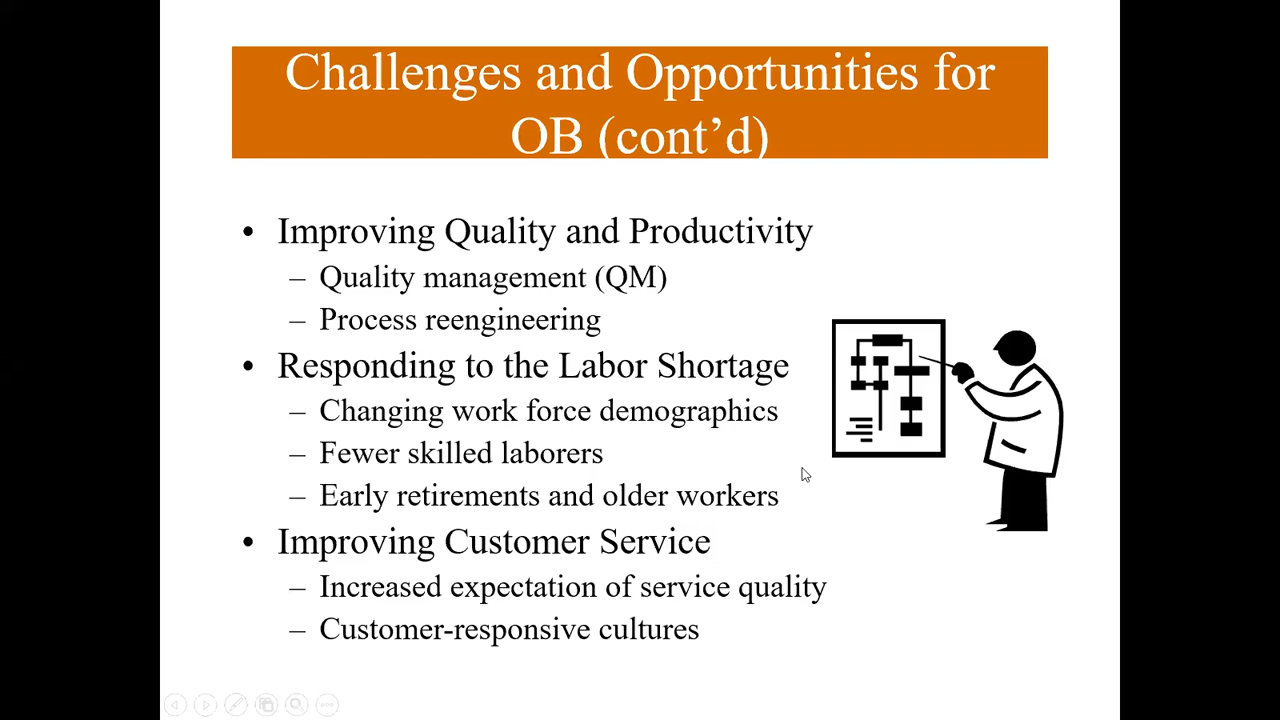 Challenges and Opportunities for
OB (cont’d)
• Improving Quality and Productivity
– Quality management (QM)
– Process reengineering
• Responding to the Labor Shortage
– Changing work force demographics
– Fewer skilled laborers
– Early retirements and older workers
• Improving Customer Service
– Increased expectation of service quality
– Customer-responsive cultures